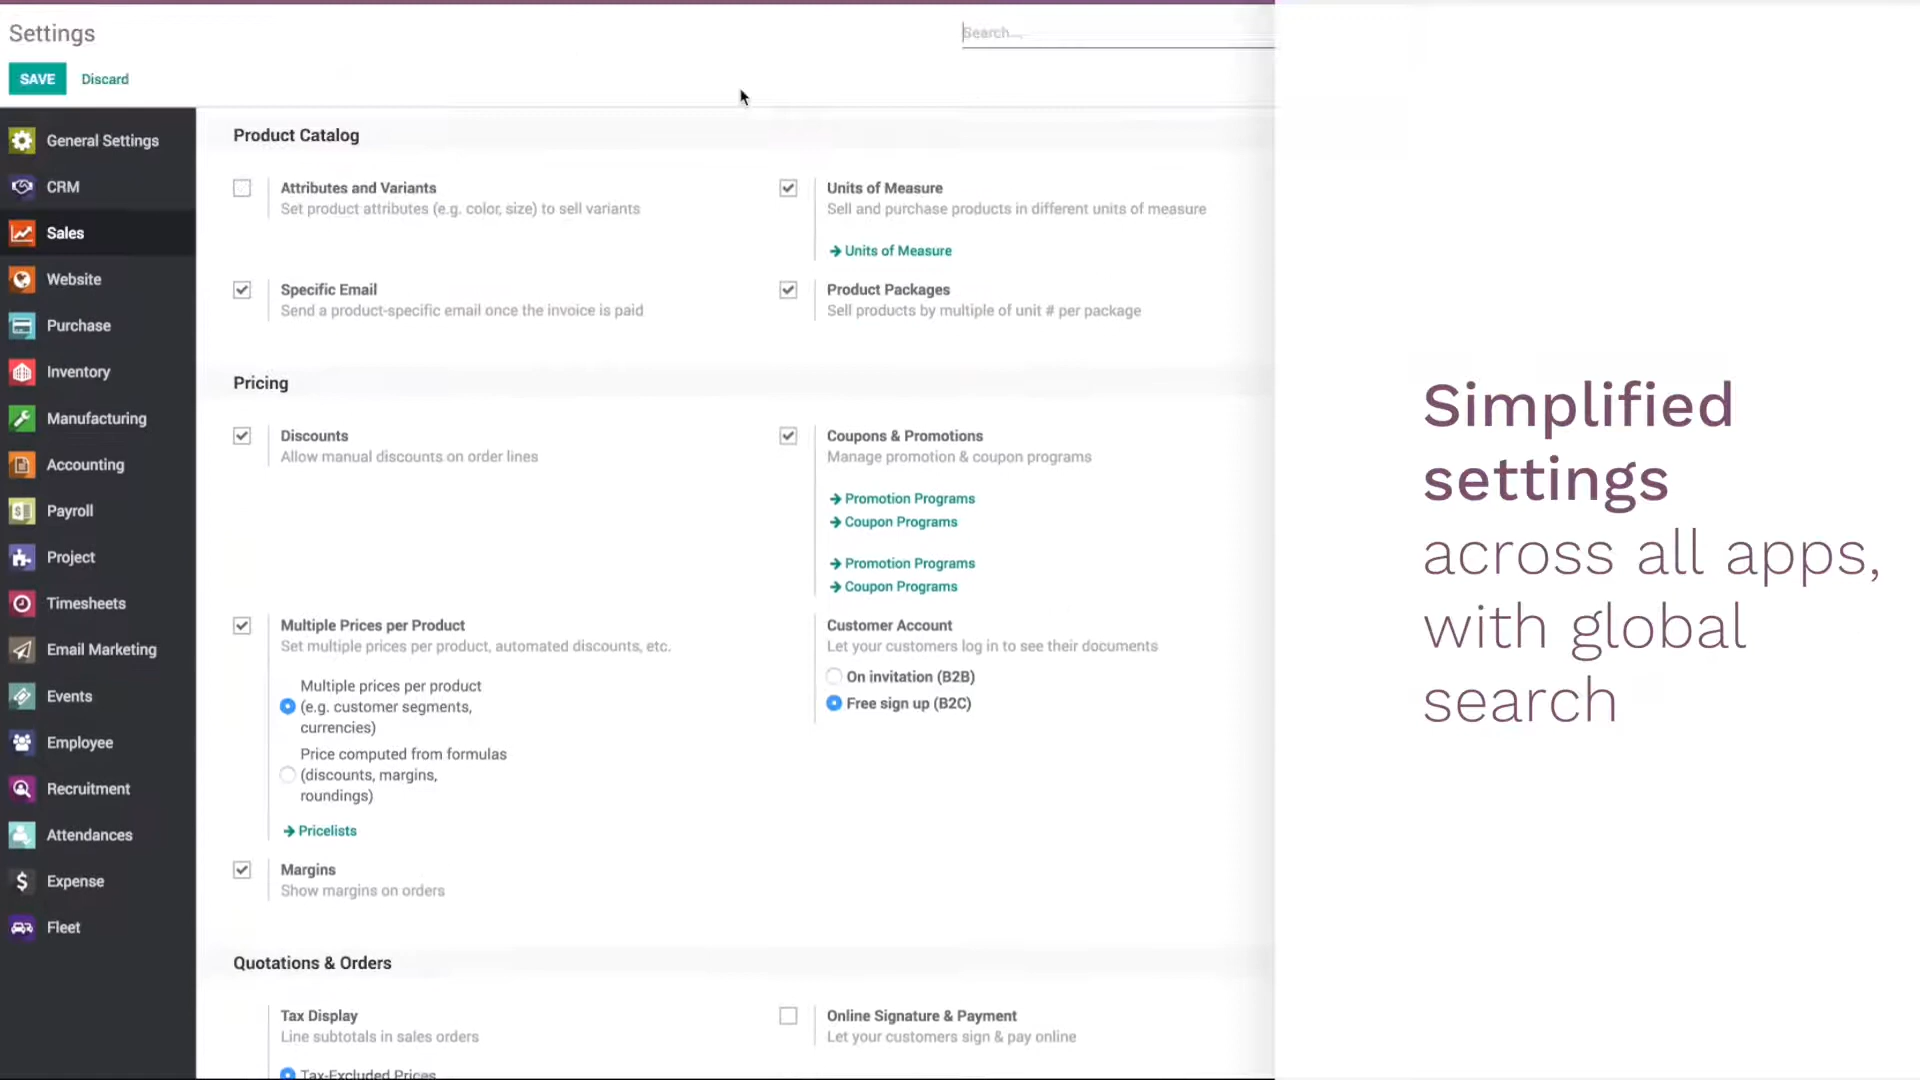 Settings
Search...
SAVE Discard
General Settings
CRM
Sales
Website
Purchase
Inventory
Manufacturing
Accounting
Payroll
Project
Timesheets
Email Marketing
Events
Employee
Recruitment
Attendances
Expense
Fleet
Product Catalog
Attributes and Variants
Set product attributes (e.g. color, size) to sell variants
Units of Measure
Sell and purchase products in different units of measure
Units of Measure
Specific Email
Send a product-specific email once the invoice is paid
Product Packages
Sell products by multiple of unit # per package
Pricing
Discounts
Allow manual discounts on order lines
Coupons & Promotions
Manage promotion & coupon programs
Promotion Programs
Coupon Programs
Promotion Programs
Coupon Programs
Multiple Prices per Product
Set multiple prices per product, automated discounts, etc.
Multiple prices per product
(e.g. customer segments,
currencies)
Price computed from formulas
(discounts, margins,
roundings)
Pricelists
Customer Account
Let your customers log in to see their documents
On invitation (B2B)
Free sign up (B2C)
Margins
Show margins on orders
Quotations & Orders
Tax Display
Line subtotals in sales orders
Tax-Excluded Prices
Online Signature & Payment
Let your customers sign & pay online
Simplified
settings
across all apps,
with global
search